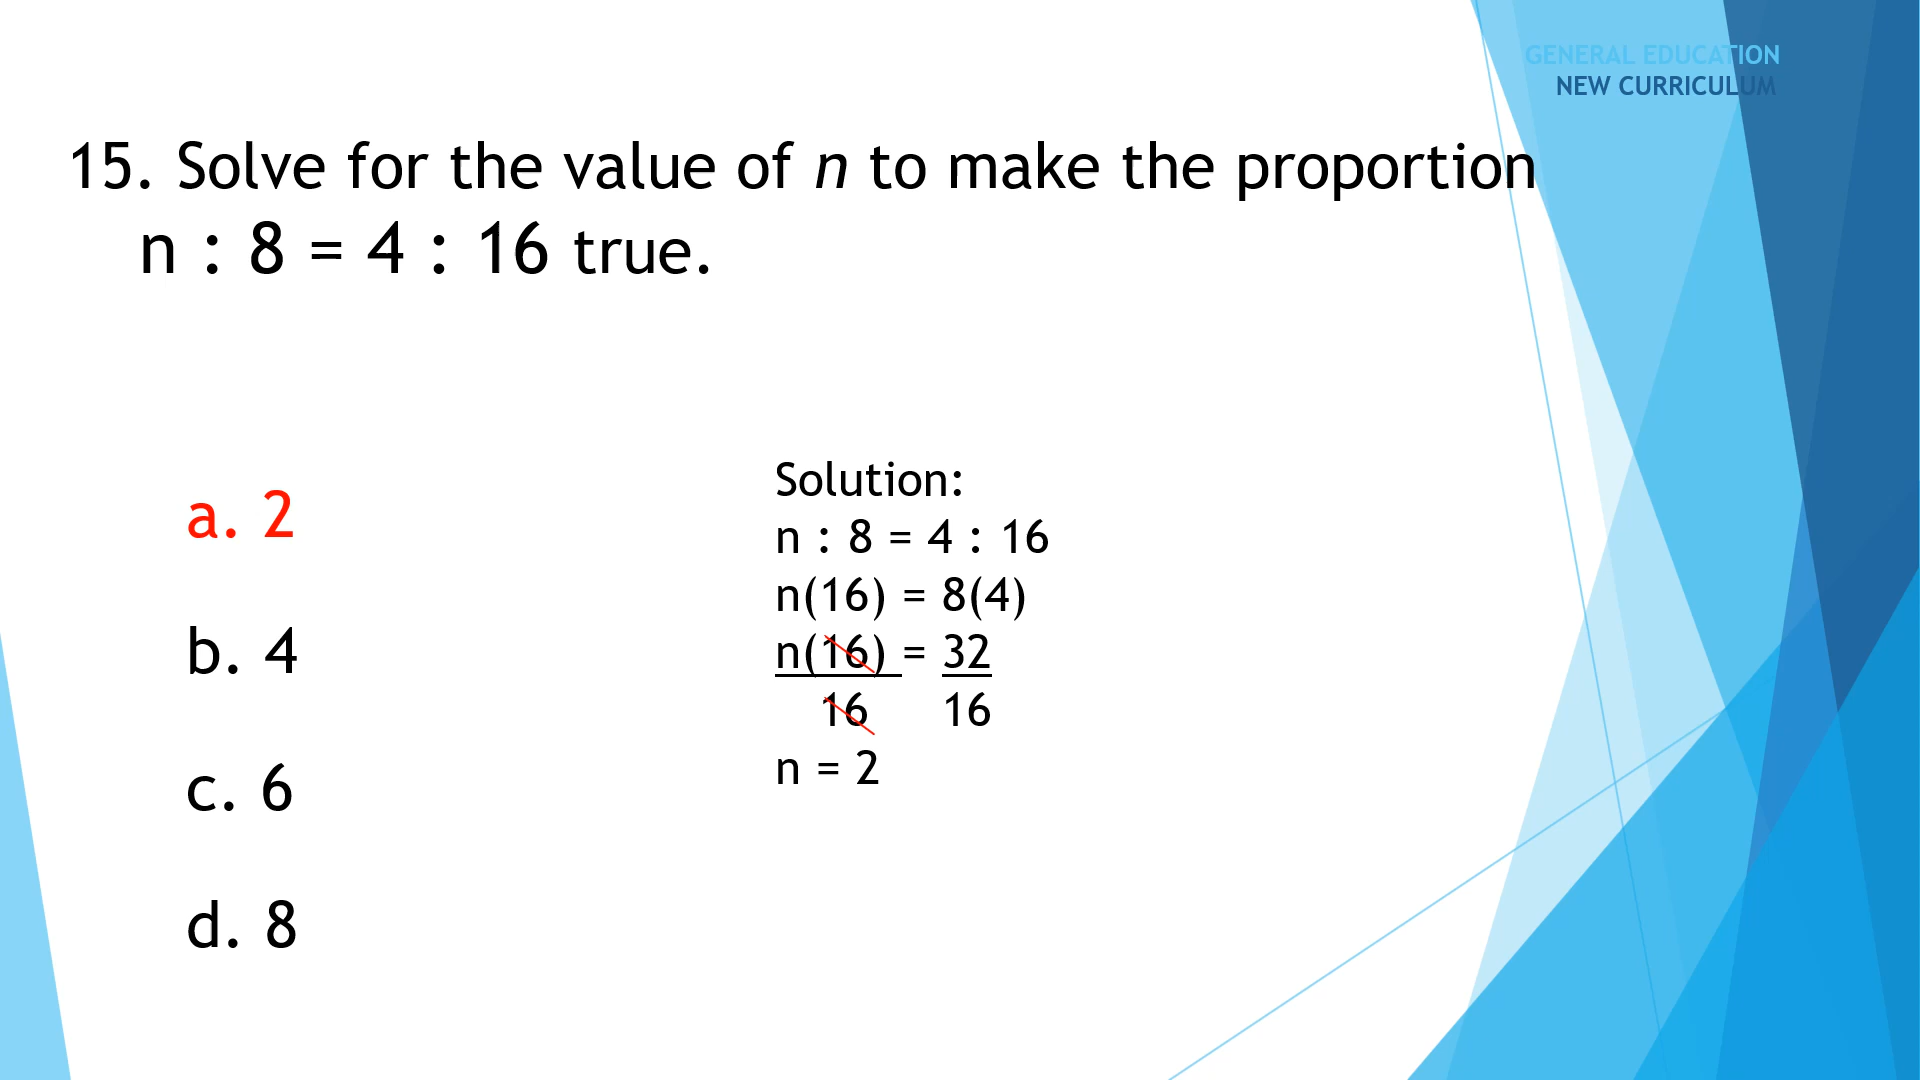 GENERAL EDUCATION
NEW CURRICULUM
15. Solve for the value of n to make the proportion
n : 8 = 4 : 16 true.
a. 2
b. 4
c. 6
d. 8
Solution:
n : 8 = 4 : 16
n(16) = 8(4)
n(16) = 32
16 16
n = 2